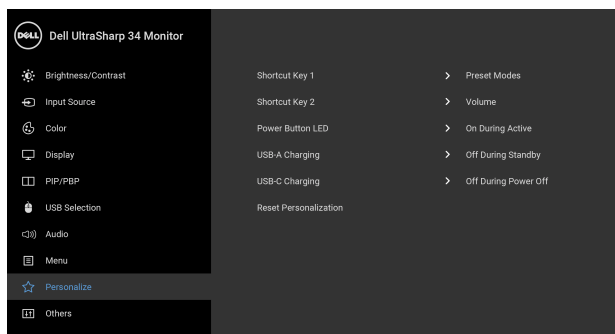 DELL Dell UltraSharp 34 Monitor
Brightness/Contrast
Input Source
Color
Display
PIP/PBP
USB Selection
Audio
Menu
Personalize
Others
Shortcut Key 1 > Preset Modes
Shortcut Key 2 > Volume
Power Button LED > On During Active
USB-A Charging > Off During Standby
USB-C Charging > Off During Power Off
Reset Personalization